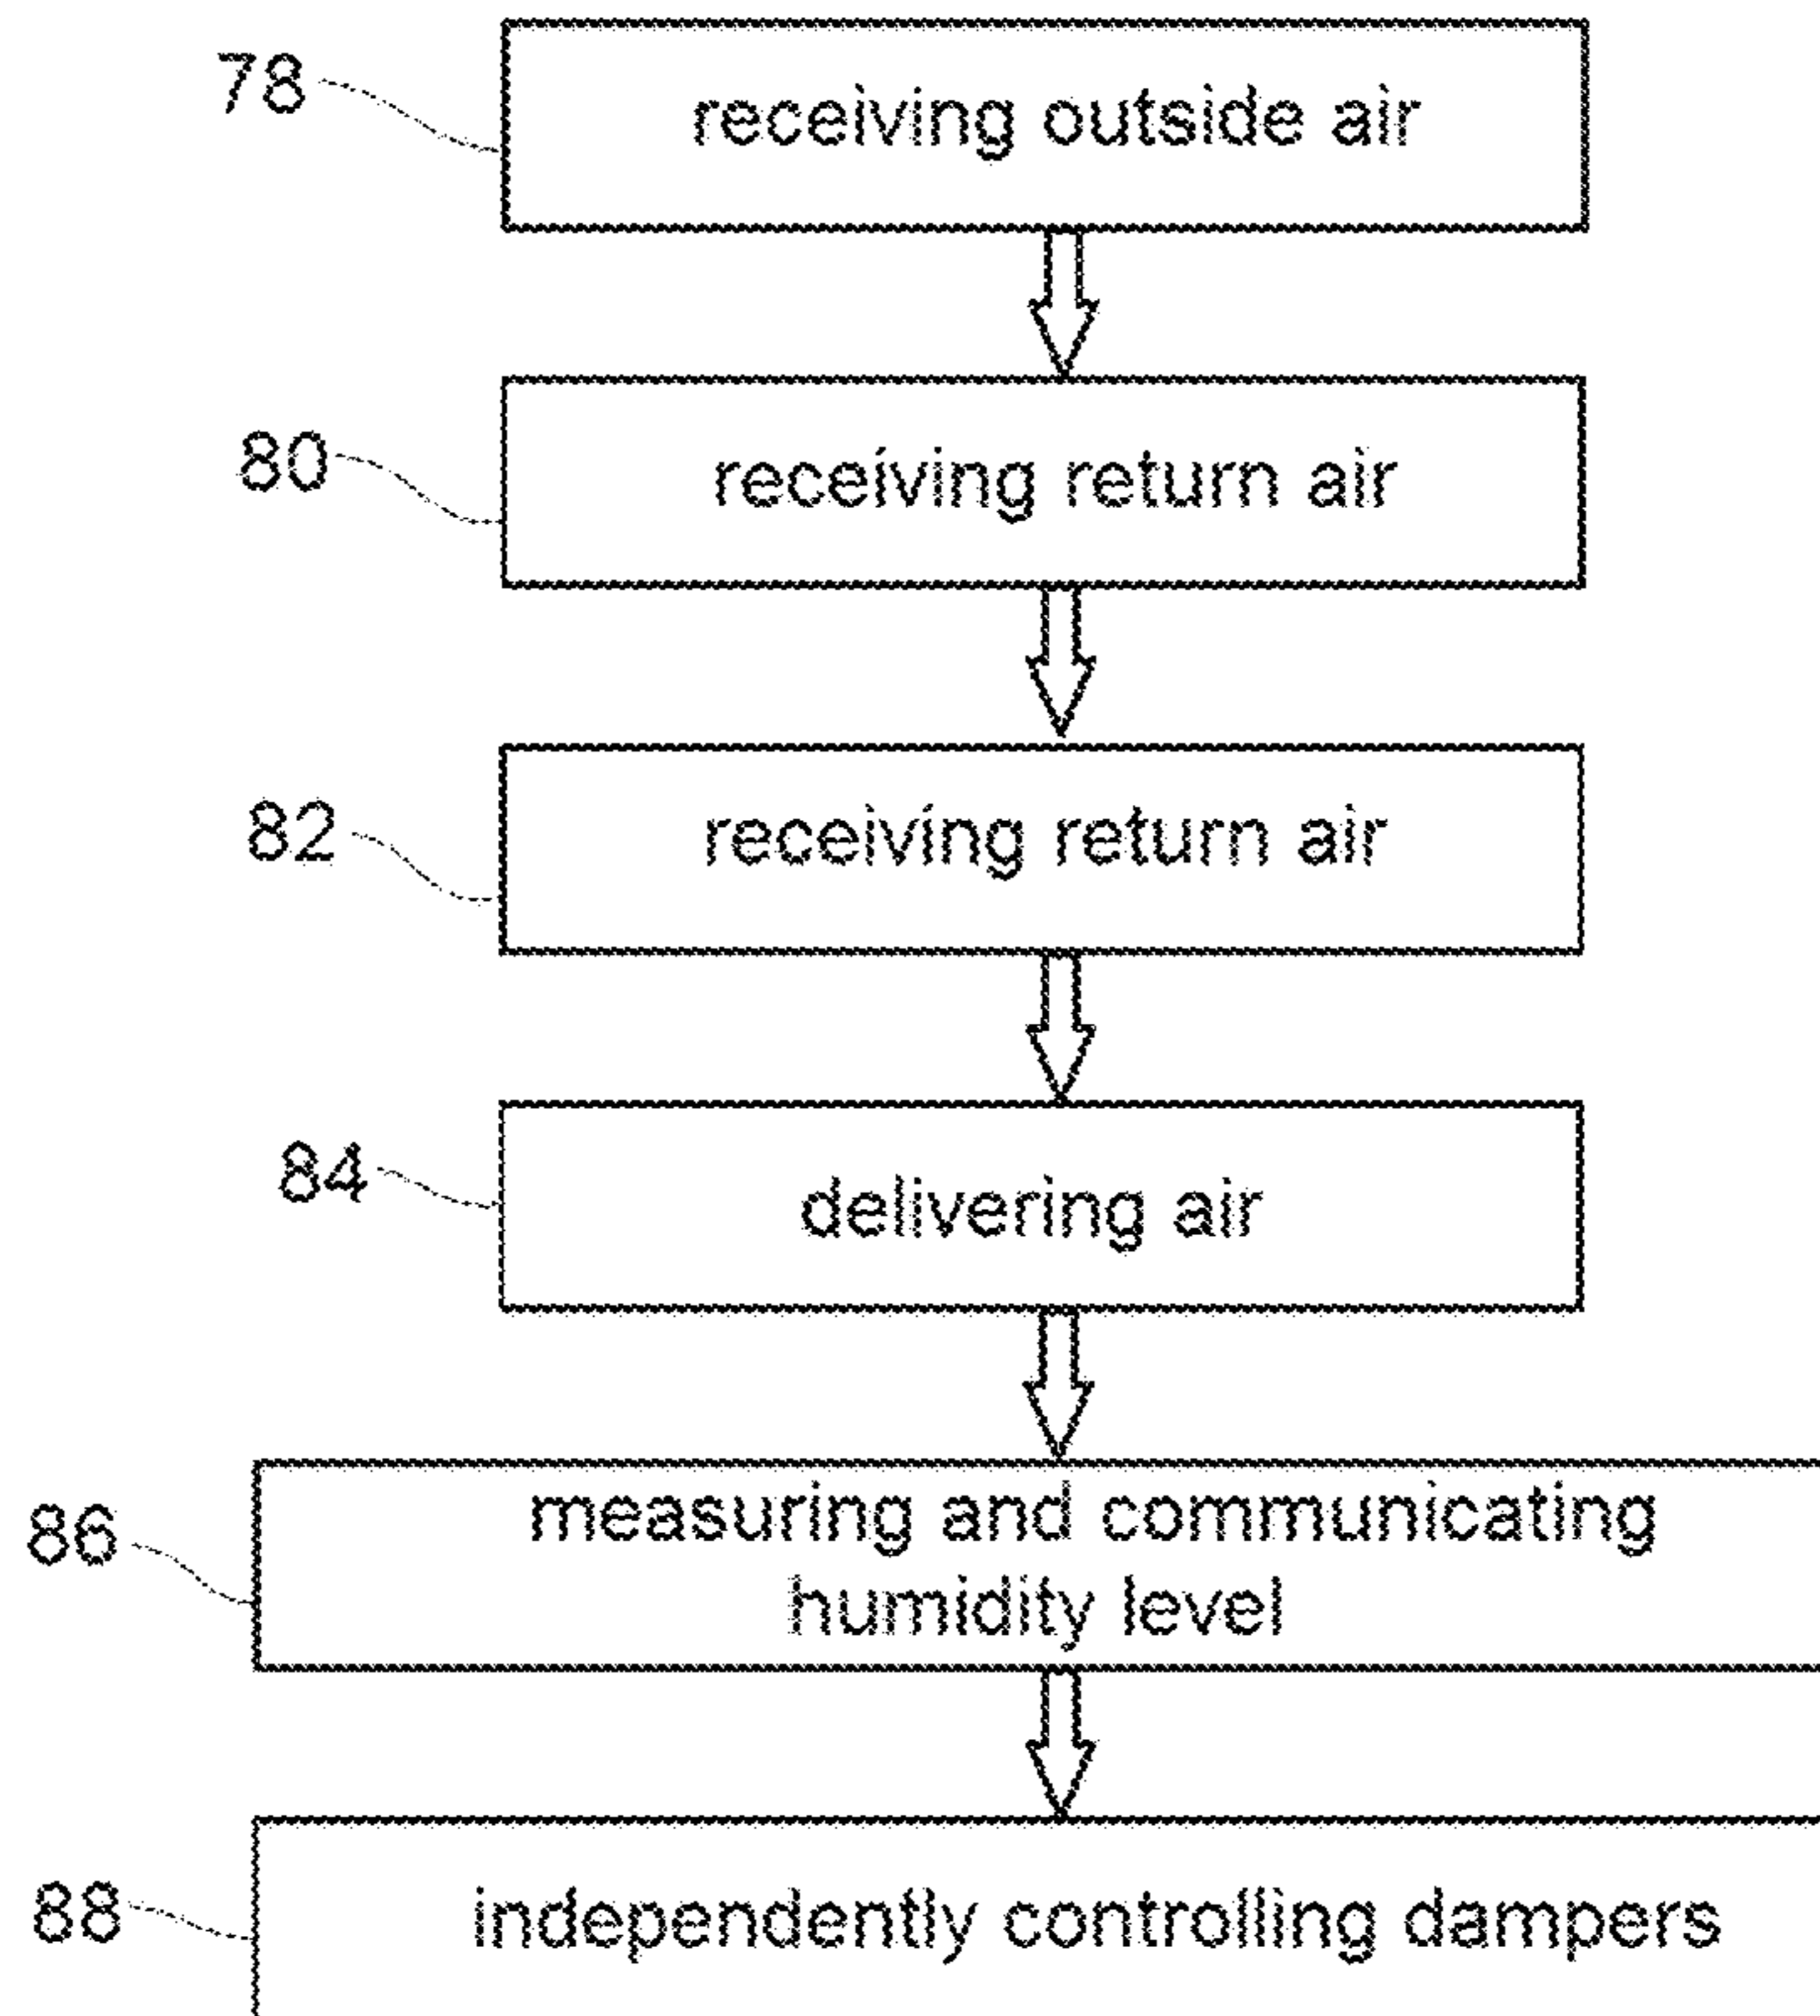 78
receiving outside air
80
receiving return air
82
receiving return air
84
delivering air
86
measuring and communicating
humidity level
88
independently controlling dampers